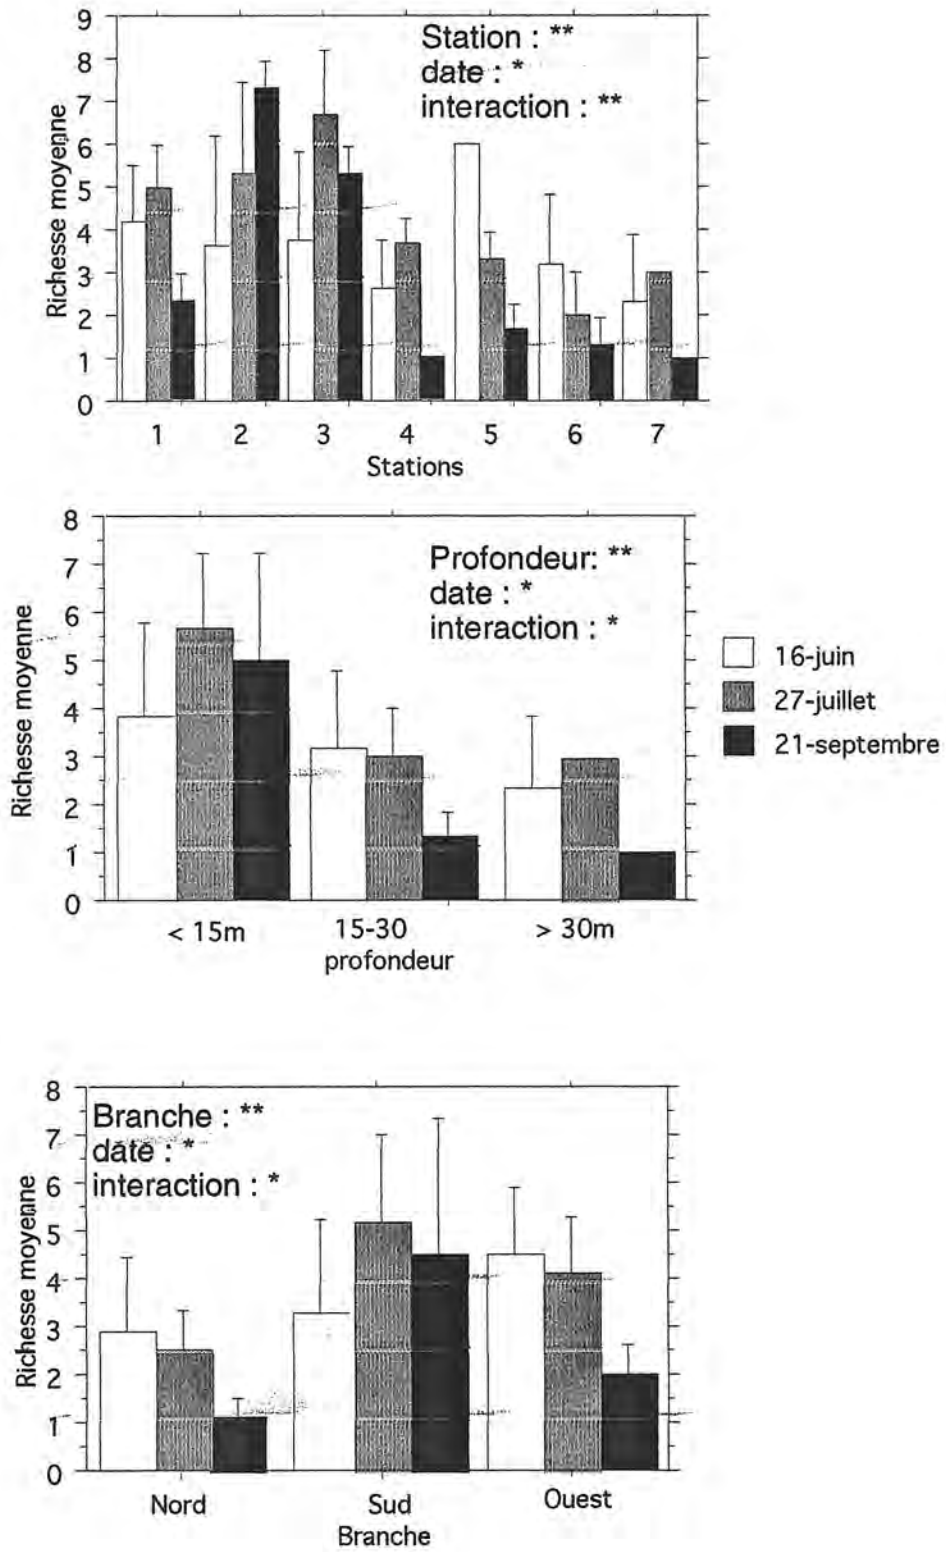 9
8
7
6
5
4
3
2
1
0
Richesse moyenne
Station : **
date : *
interaction : **
1 2 3 4 5 6 7
Stations
8
7
6
5
4
3
2
1
0
Richesse moyenne
Profondeur: **
date : *
interaction : *
< 15m 15-30 > 30m
profondeur
16-juin
27-juillet
21-septembre
8
7
6
5
4
3
2
1
0
Richesse moyenne
Branche : **
date : *
interaction : *
Nord Sud Ouest
Branche